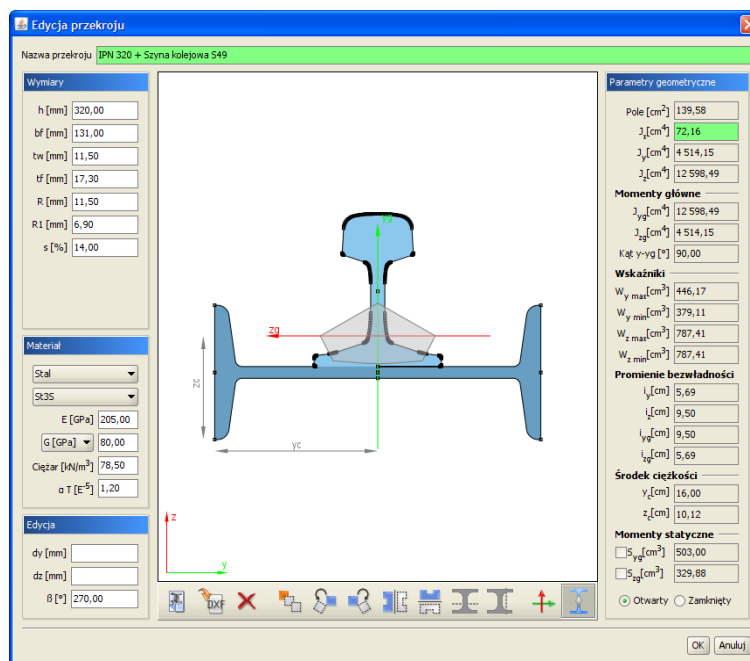 Edycja przekroju
Nazwa przekroju IPN 320 + Szyna kolejowa S49
Wymiary
h [mm] 320,00
bf [mm] 131,00
tw [mm] 11,50
tf [mm] 17,30
R [mm] 11,50
R1 [mm] 6,90
s [%] 14,00
Materiał
Stal
St3S
E [GPa] 205,00
G [GPa] 80,00
Ciężar [kN/m³] 78,50
α T [E⁻⁵] 1,20
Edycja
dy [mm]
dz [mm]
ß [°] 270,00
yg
zg
zc
yc
z
y
DXF
Parametry geometryczne
Pole [cm²] 139,58
Jₓ[cm⁴] 72,16
Jy[cm⁴] 4 514,15
Jz[cm⁴] 12 598,49
Momenty główne
Jyg[cm⁴] 12 598,49
Jzg[cm⁴] 4 514,15
Kąt y-yg [°] 90,00
Wskaźniki
Wy max[cm³] 446,17
Wy min[cm³] 379,11
Wz max[cm³] 787,41
Wz min[cm³] 787,41
Promienie bezwładności
iy[cm] 5,69
iz[cm] 9,50
iyg[cm] 9,50
izg[cm] 5,69
Środek ciężkości
yc[cm] 16,00
zc[cm] 10,12
Momenty statyczne
Syg[cm³] 503,00
Szg[cm³] 329,88
Otwarty Zamknięty
OK Anuluj